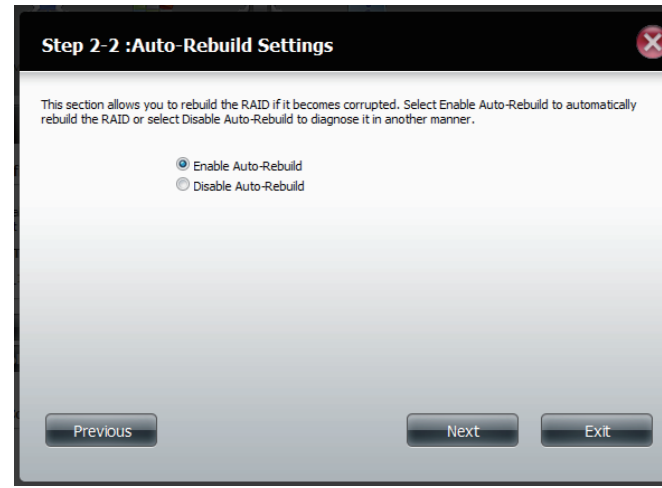 Step 2-2 :Auto-Rebuild Settings
This section allows you to rebuild the RAID if it becomes corrupted. Select Enable Auto-Rebuild to automatically
rebuild the RAID or select Disable Auto-Rebuild to diagnose it in another manner.
Enable Auto-Rebuild
Disable Auto-Rebuild
Previous
Next
Exit